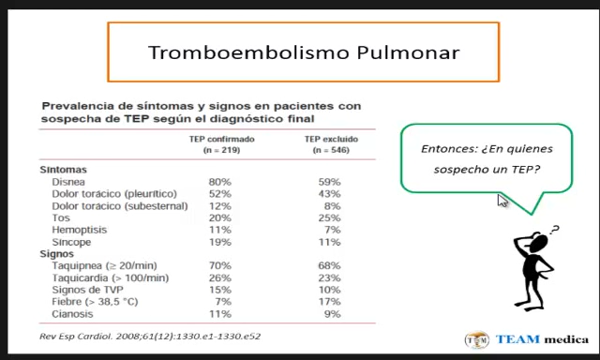 Tromboembolismo Pulmonar
Prevalencia de síntomas y signos en pacientes con
sospecha de TEP según el diagnóstico final
TEP confirmado TEP excluido
(n = 219) (n = 546)
Síntomas
Disnea 80% 59%
Dolor torácico (pleurítico) 52% 43%
Dolor torácico (subesternal) 12% 8%
Tos 20% 25%
Hemoptisis 11% 7%
Síncope 19% 11%
Signos
Taquipnea (≥ 20/min) 70% 68%
Taquicardia (> 100/min) 26% 23%
Signos de TVP 15% 10%
Fiebre (> 38,5 °C) 7% 17%
Cianosis 11% 9%
Entonces: ¿En quienes
sospecho un TEP?
?
Rev Esp Cardiol. 2008;61(12):1330.e1-1330.e52
TEAM medica